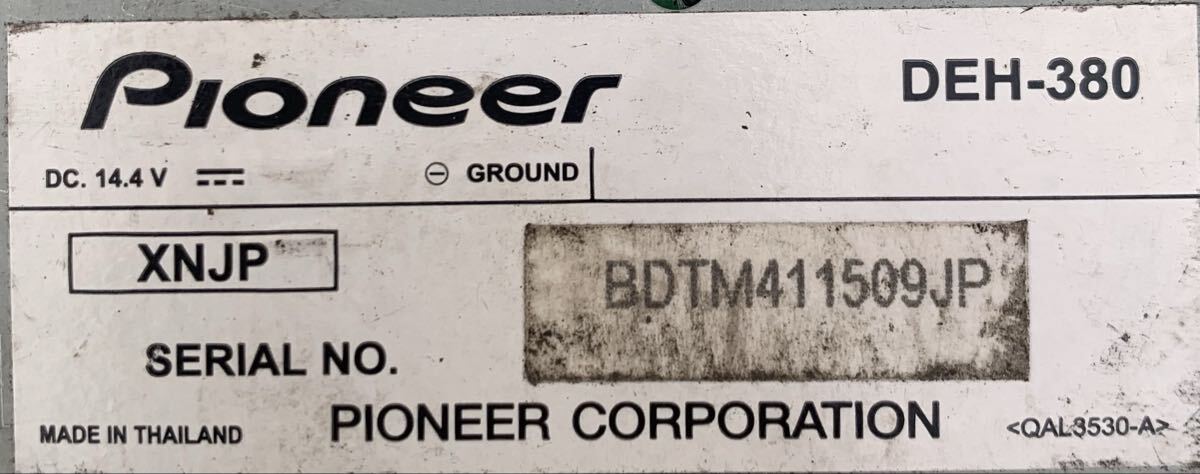 Pioneer DEH-380
DC. 14.4 V ⊖ GROUND
XNJP
BDTM411509JP
SERIAL NO.
MADE IN THAILAND PIONEER CORPORATION <QAL3530-A>